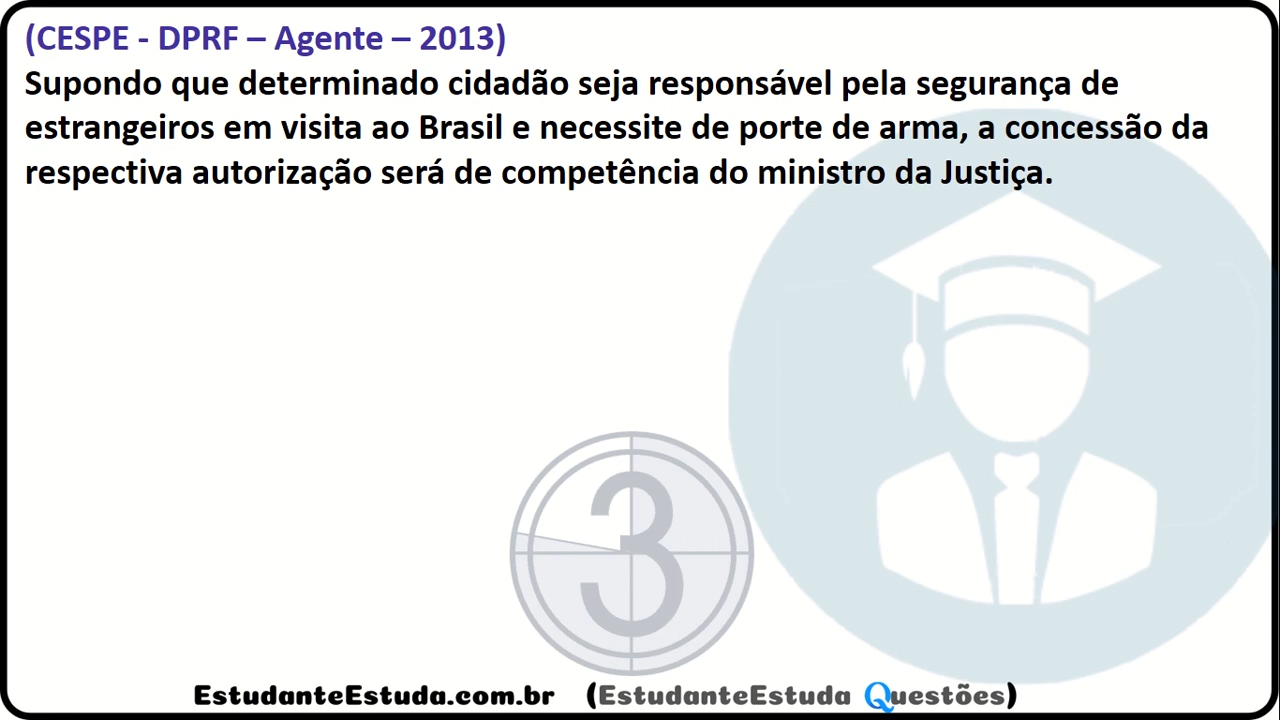 (CESPE - DPRF – Agente – 2013)
Supondo que determinado cidadão seja responsável pela segurança de
estrangeiros em visita ao Brasil e necessite de porte de arma, a concessão da
respectiva autorização será de competência do ministro da Justiça.
3
EstudanteEstuda.com.br (EstudanteEstuda Questões)